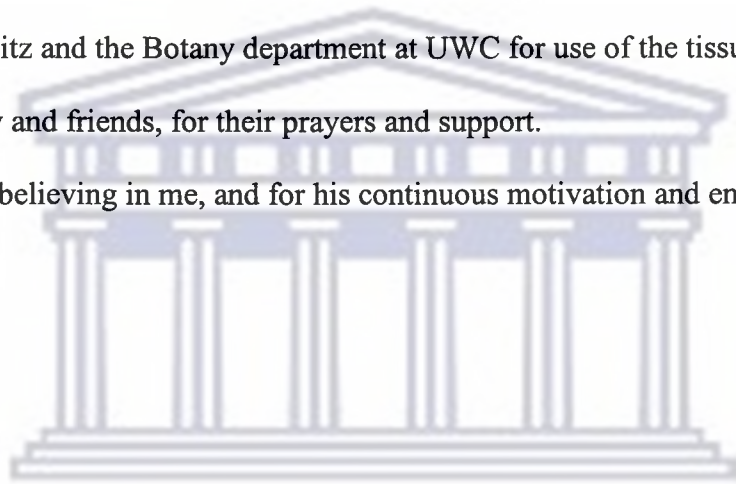 itz and the Botany department at UWC for use of the tissu
y and friends, for their prayers and support.
believing in me, and for his continuous motivation and en